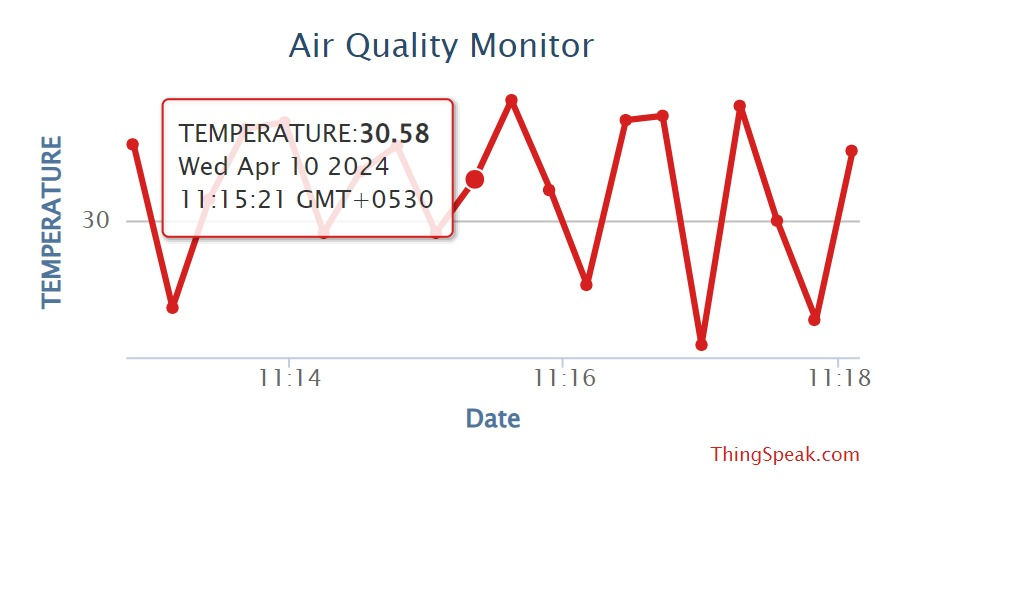 Air Quality Monitor
TEMPERATURE:30.58
Wed Apr 10 2024
11:15:21 GMT+0530
TEMPERATURE
30
11:14
11:16
11:18
Date
ThingSpeak.com